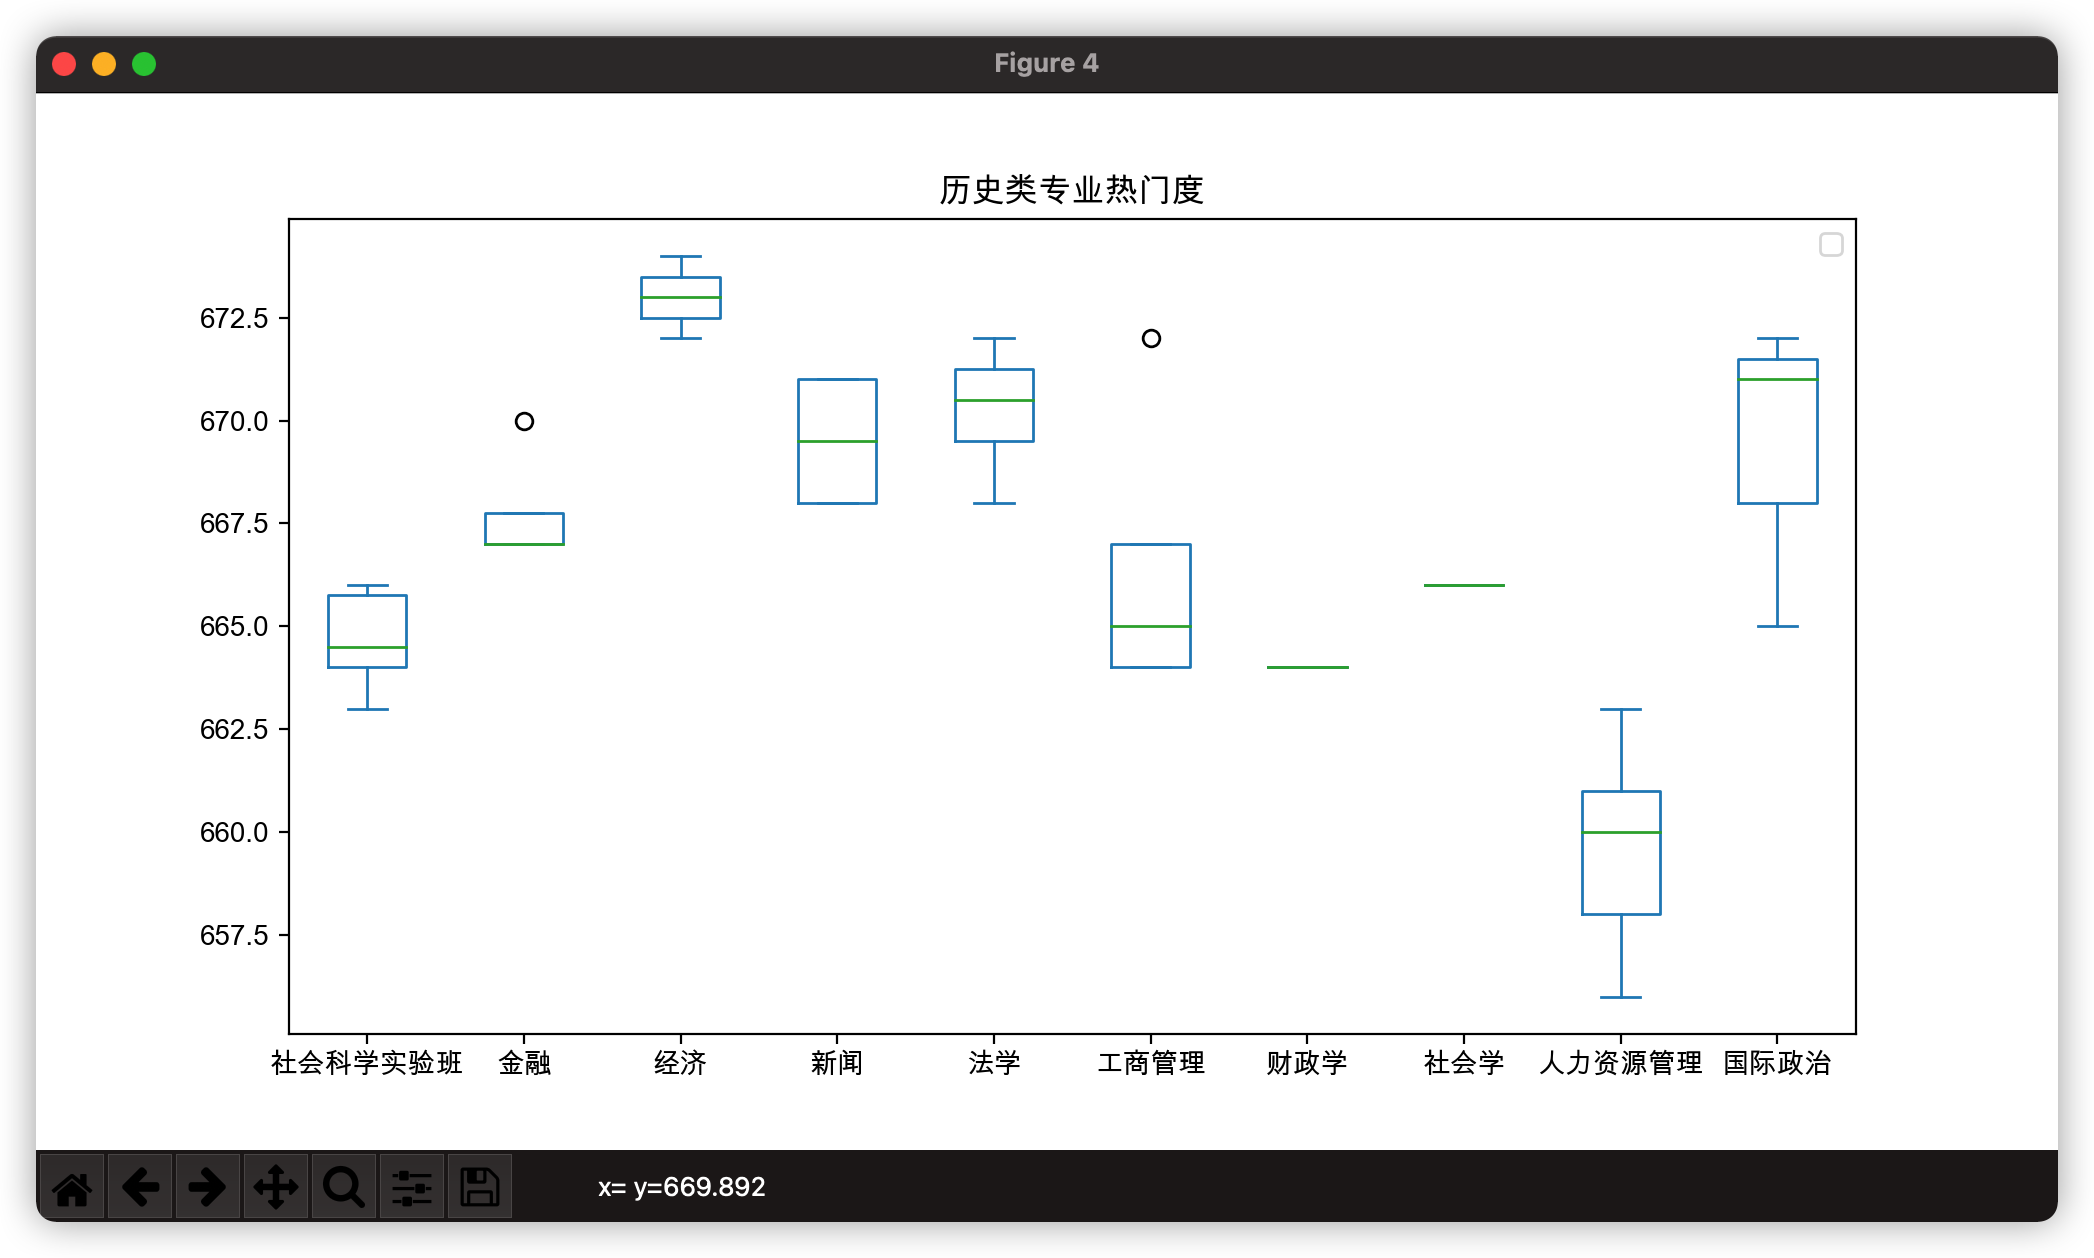 Figure 4
历史类专业热门度
672.5
670.0
667.5
665.0
662.5
660.0
657.5
社会科学实验班 金融 经济 新闻 法学 工商管理 财政学 社会学 人力资源管理 国际政治
x= y=669.892